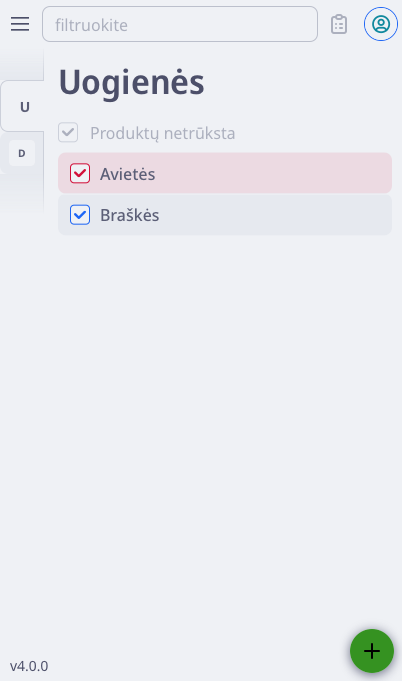 filtruokite
Uogienės
U
Produktų netrūksta
D
Avietės
Braškės
v4.0.0